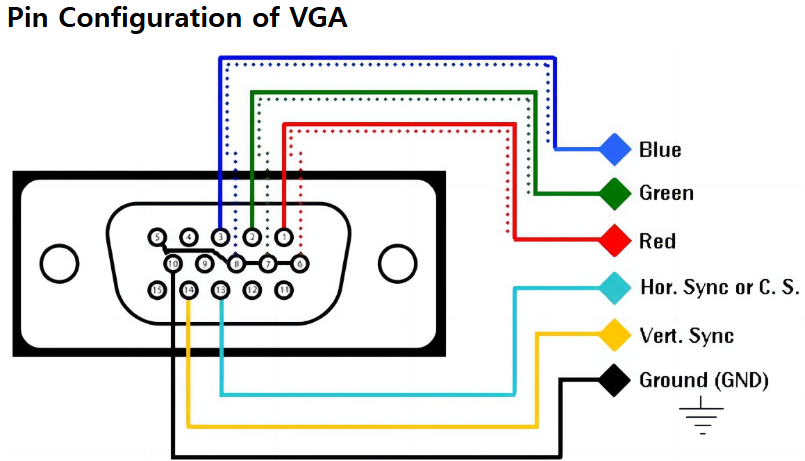 Pin Configuration of VGA
Blue
Green
Red
Hor. Sync or C. S.
Vert. Sync
Ground (GND)
5 4 3 2 1
10 9 8 7 6
15 14 13 12 11